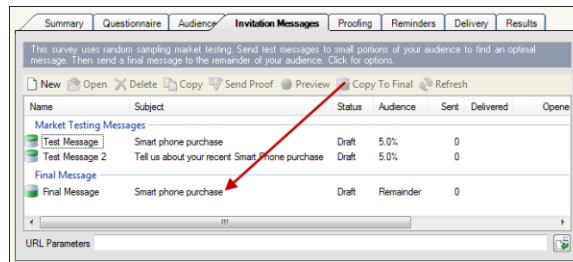 Summary Questionnaire Audience Invitation Messages Proofing Reminders Delivery Results
This survey uses random sampling market testing. Send test messages to small portions of your audience to find an optimal
message. Then send a final message to the remainder of your audience. Click for options.
New Open Delete Copy Send Proof Preview Copy To Final Refresh
Name Subject Status Audience Sent Delivered Opene
Market Testing Messages
Test Message Smart phone purchase Draft 5.0% 0
Test Message 2 Tell us about your recent Smart Phone purchase Draft 5.0% 0
Final Message
Final Message Smart phone purchase Draft Remainder 0
URL Parameters